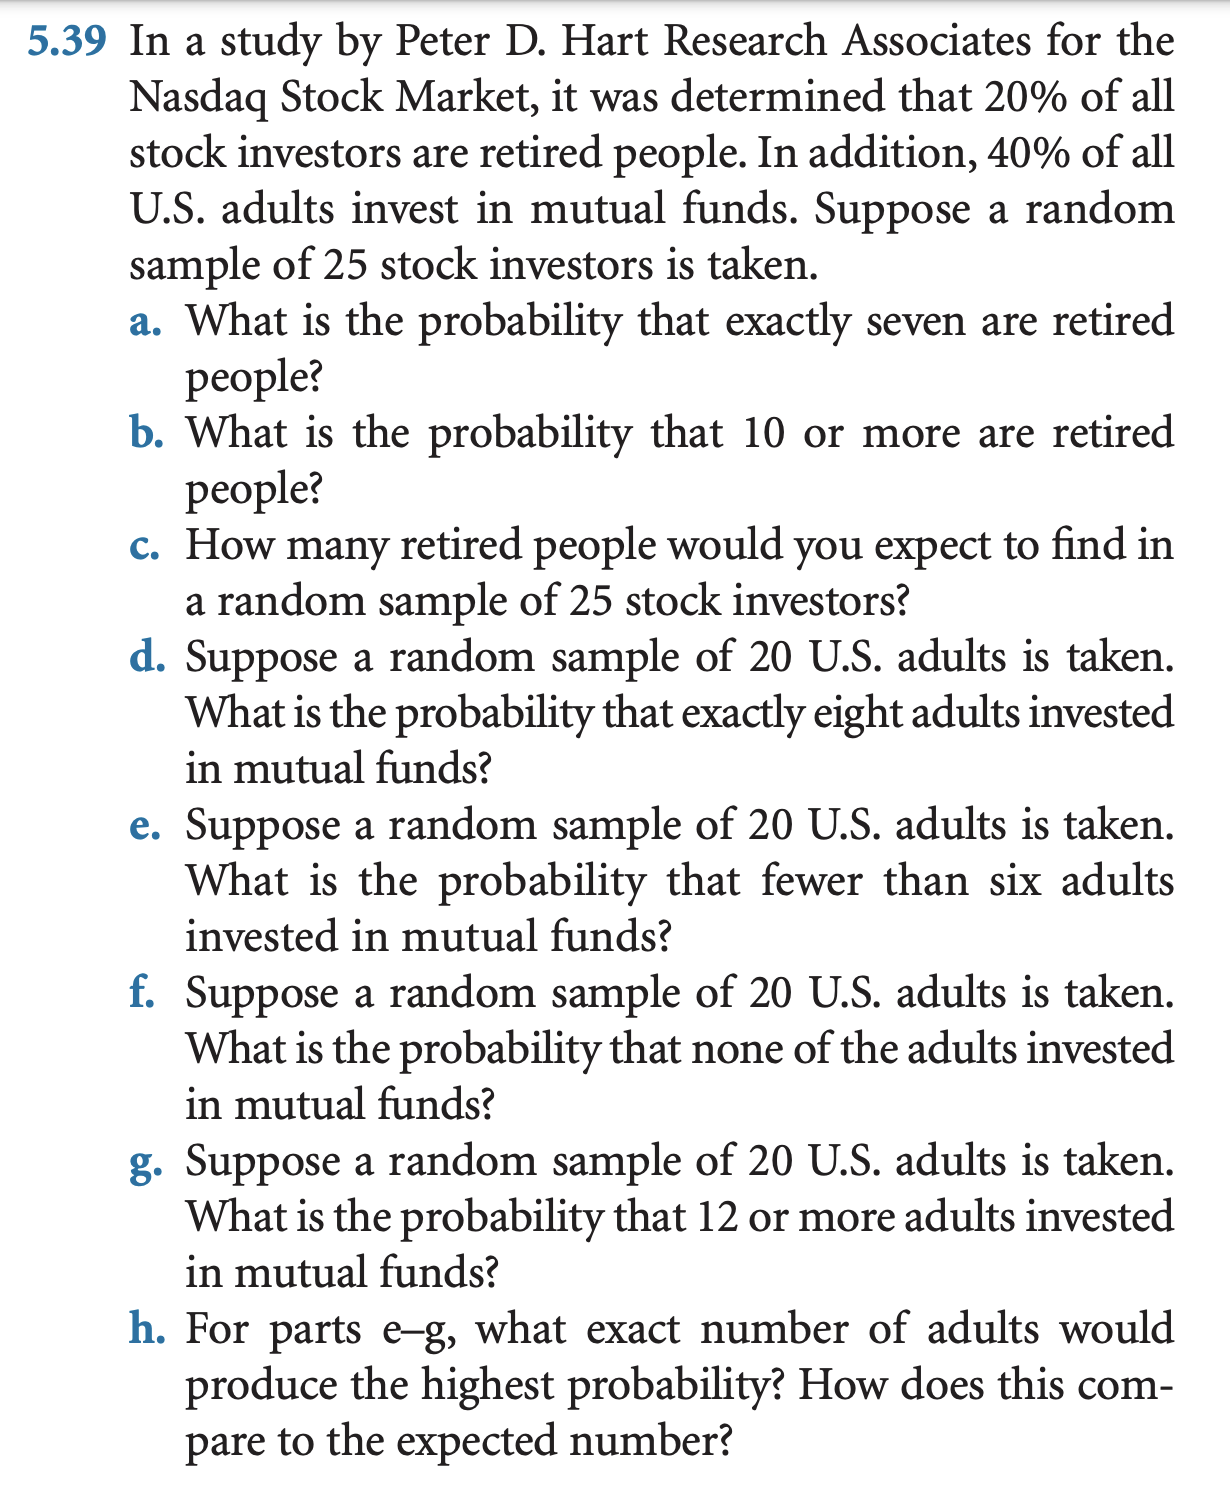 5.39 In a study by Peter D. Hart Research Associates for the
Nasdaq Stock Market, it was determined that 20% of all
stock investors are retired people. In addition, 40% of all
U.S. adults invest in mutual funds. Suppose a random
sample of 25 stock investors is taken.
a. What is the probability that exactly seven are retired
people?
b. What is the probability that 10 or more are retired
people?
c. How many retired people would you expect to find in
a random sample of 25 stock investors?
d. Suppose a random sample of 20 U.S. adults is taken.
What is the probability that exactly eight adults invested
in mutual funds?
e. Suppose a random sample of 20 U.S. adults is taken.
What is the probability that fewer than six adults
invested in mutual funds?
f. Suppose a random sample of 20 U.S. adults is taken.
What is the probability that none of the adults invested
in mutual funds?
g. Suppose a random sample of 20 U.S. adults is taken.
What is the probability that 12 or more adults invested
in mutual funds?
h. For parts e–g, what exact number of adults would
produce the highest probability? How does this com-
pare to the expected number?